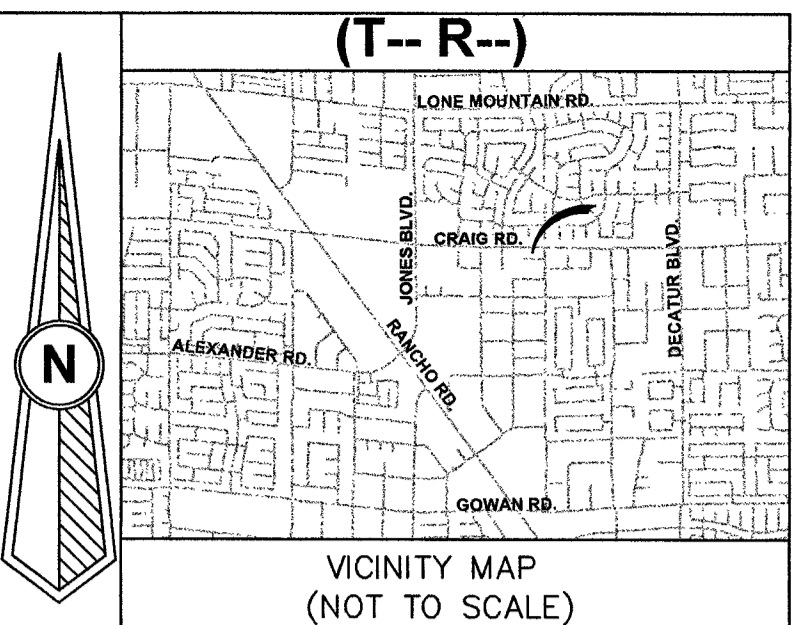 (T-- R--)
LONE MOUNTAIN RD.
JONES BLVD.
CRAIG RD.
DECATUR BLVD.
ALEXANDER RD.
RANCHO RD.
N
GOWAN RD.
VICINITY MAP
(NOT TO SCALE)